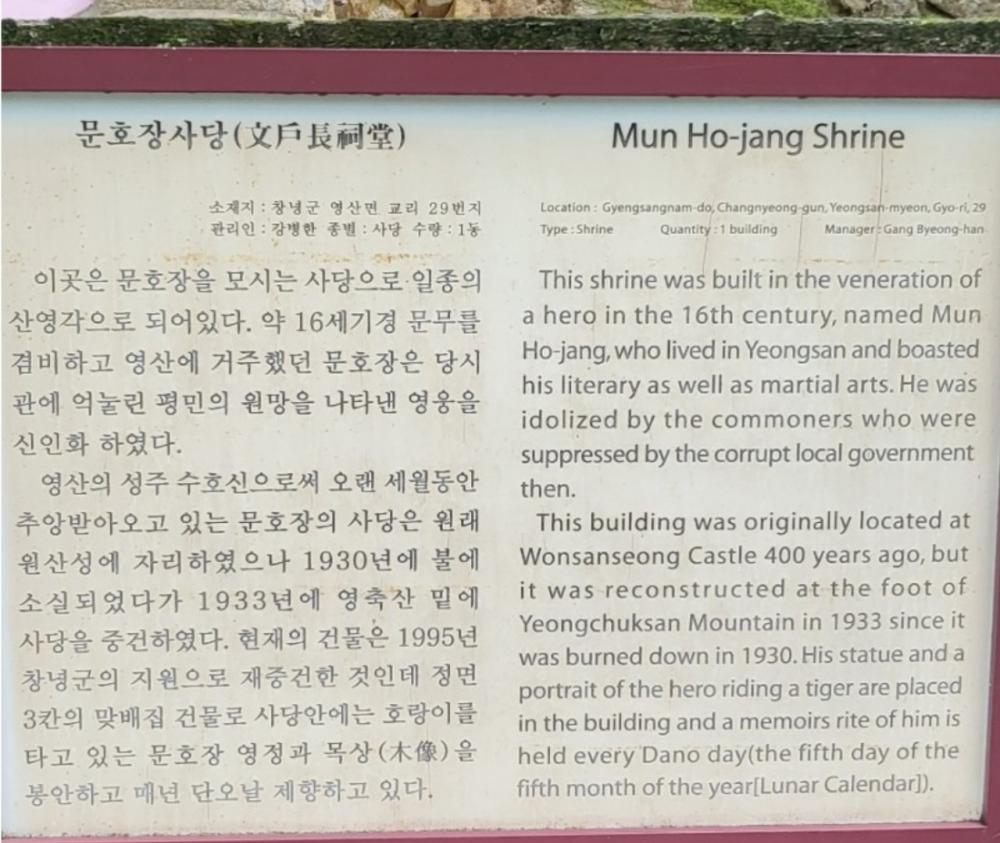 문호장사당(文戶長祠堂)
소재지 : 창녕군 영산면 교리 29번지
관리인 : 강병한 종별 : 사당 수량 : 1동
이곳은 문호장을 모시는 사당으로 일종의
산영각으로 되어있다. 약 16세기경 문무를
겸비하고 영산에 거주했던 문호장은 당시
관에 억눌린 평민의 원망을 나타낸 영웅을
신인화 하였다.
영산의 성주 수호신으로써 오랜 세월동안
추앙받아오고 있는 문호장의 사당은 원래
원산성에 자리하였으나 1930년에 불에
소실되었다가 1933년에 영축산 밑에
사당을 중건하였다. 현재의 건물은 1995년
창녕군의 지원으로 재중건한 것인데 정면
3칸의 맞배집 건물로 사당안에는 호랑이를
타고 있는 문호장 영정과 목상(木像)을
봉안하고 매년 단오날 제향하고 있다.
Mun Ho-jang Shrine
Location : Gyengsangnam-do, Changnyeong-gun, Yeongsan-myeon, Gyo-ri, 29
Type : Shrine Quantity : 1 building Manager : Gang Byeong-han
This shrine was built in the veneration of
a hero in the 16th century, named Mun
Ho-jang, who lived in Yeongsan and boasted
his literary as well as martial arts. He was
idolized by the commoners who were
suppressed by the corrupt local government
then.
This building was originally located at
Wonsanseong Castle 400 years ago, but
it was reconstructed at the foot of
Yeongchuksan Mountain in 1933 since it
was burned down in 1930. His statue and a
portrait of the hero riding a tiger are placed
in the building and a memoirs rite of him is
held every Dano day(the fifth day of the
fifth month of the year[Lunar Calendar]).